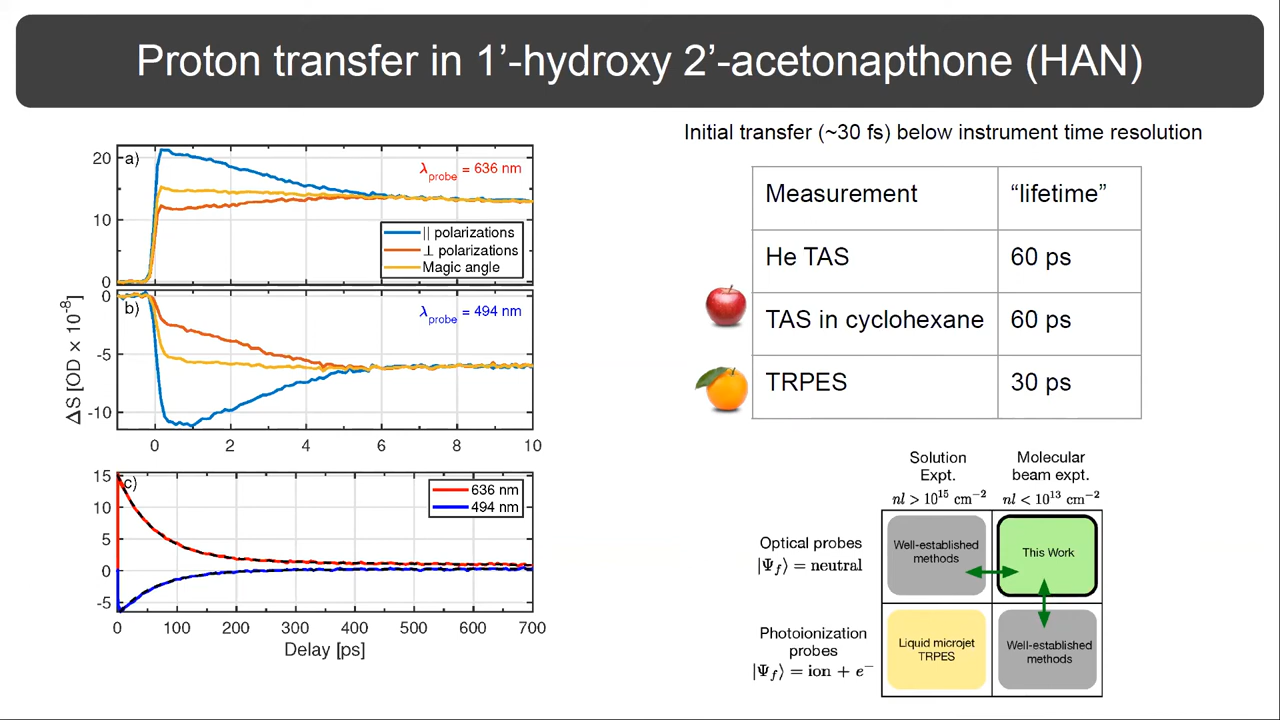 Proton transfer in 1’-hydroxy 2’-acetonapthone (HAN)
a)
λprobe = 636 nm
20
10
0
|| polarizations
⊥ polarizations
Magic angle
b)
λprobe = 494 nm
0
-5
-10
ΔS [OD × 10⁻⁸]
0 2 4 6 8 10
c)
636 nm
494 nm
15
10
5
0
-5
0 100 200 300 400 500 600 700
Delay [ps]
Initial transfer (~30 fs) below instrument time resolution
Measurement “lifetime”
He TAS 60 ps
TAS in cyclohexane 60 ps
TRPES 30 ps
Solution
Expt.
nl > 10¹⁵ cm⁻²
Molecular
beam expt.
nl < 10¹³ cm⁻²
Optical probes
|Ψf⟩ = neutral
Well-established
methods
This Work
Photoionization
probes
|Ψf⟩ = ion + e⁻
Liquid microjet
TRPES
Well-established
methods